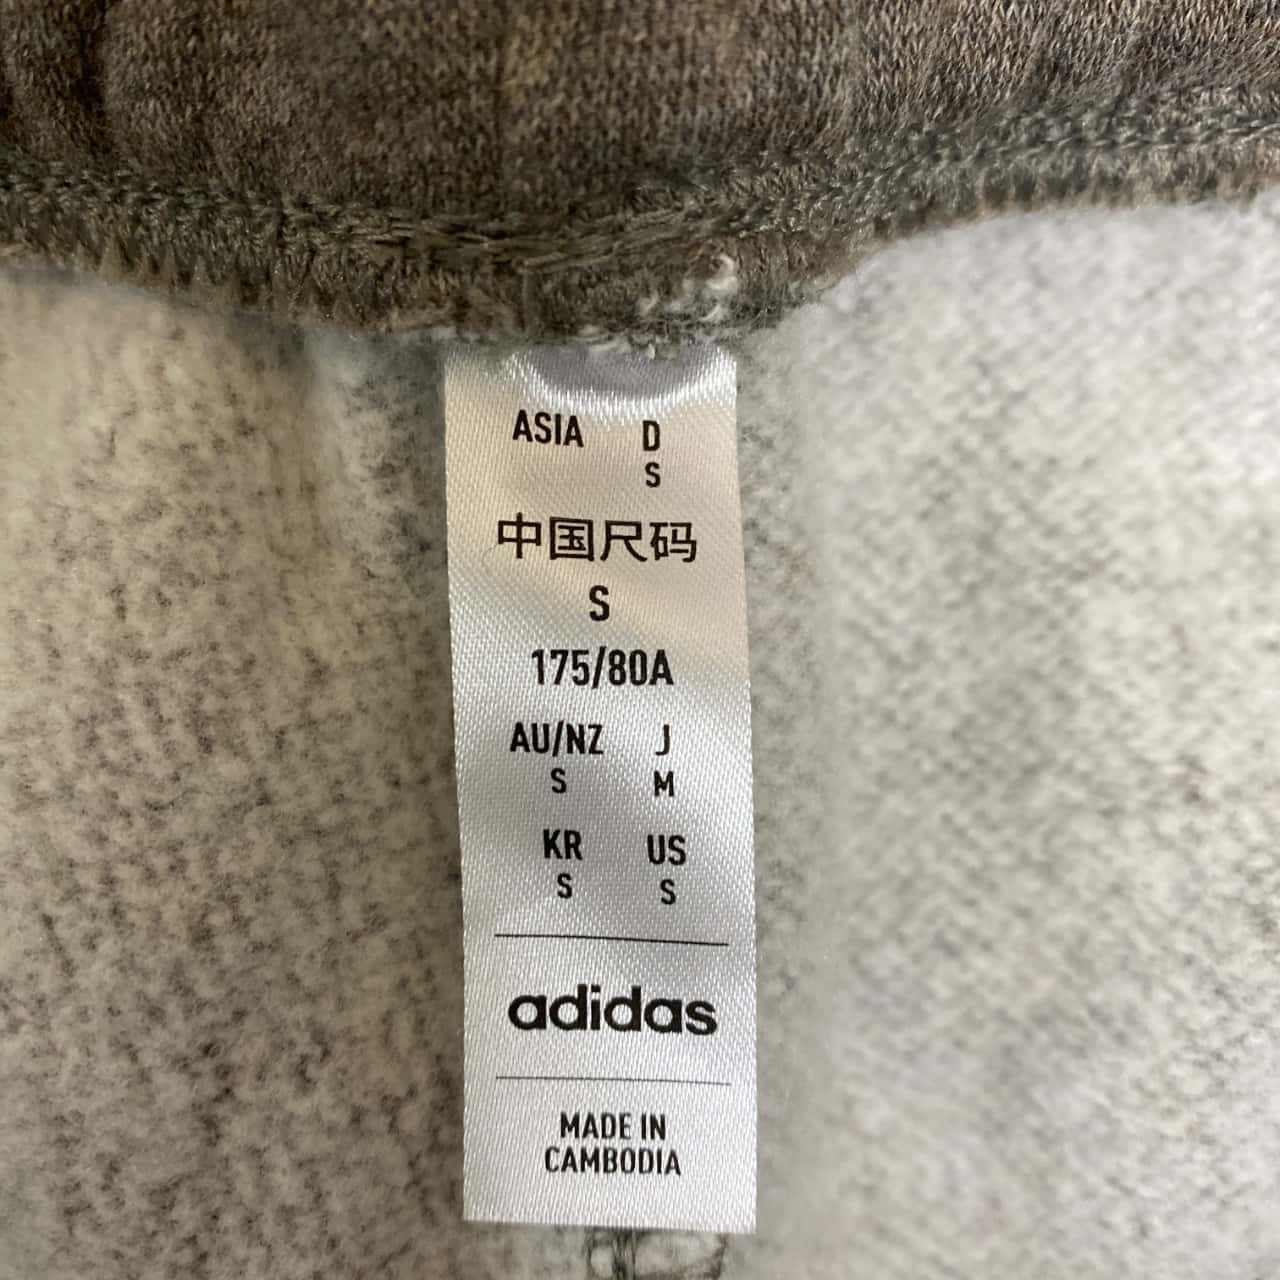 ASIA D
S
中国尺码
S
175/80A
AU/NZ J
S M
KR US
S S
adidas
MADE IN
CAMBODIA